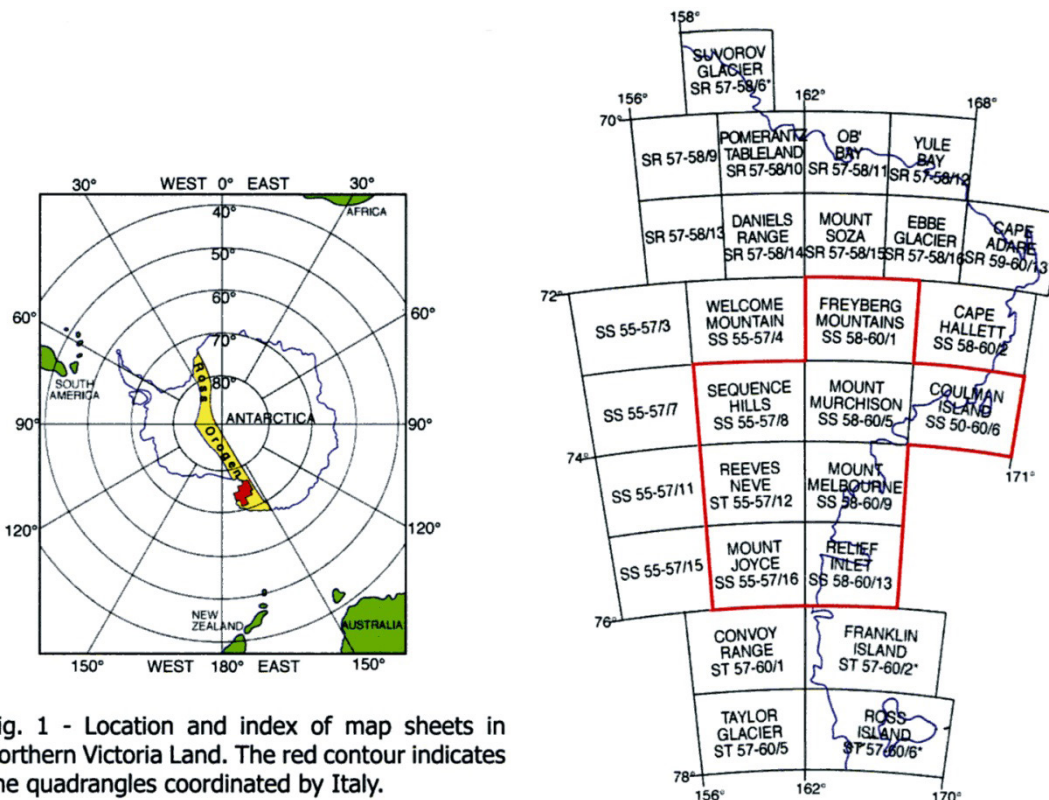 30°
WEST 0° EAST
30°
40°
AFRICA
50°
60°
60°
60°
70°
80°
SOUTH
AMERICA
Ross
Orogen
ANTARCTICA
90°
90°
120°
120°
NEW
ZEALAND
AUSTRALIA
150°
WEST 180° EAST
150°
ig. 1 - Location and index of map sheets in
orthern Victoria Land. The red contour indicates
he quadrangles coordinated by Italy.
158°
SUVOROV
GLACIER
SR 57-58/6*
156°
162°
168°
70°
SR 57-58/9
POMERANTZ
TABLELAND
SR 57-58/10
OB'
BAY
SR 57-58/11
YULE
BAY
SR 57-58/12
SR 57-58/13
DANIELS
RANGE
SR 57-58/14
MOUNT
SOZA
SR 57-58/15
EBBE
GLACIER
SR 57-58/16
CAPE
ADARE
SR 59-60/13
72°
SS 55-57/3
WELCOME
MOUNTAIN
SS 55-57/4
FREYBERG
MOUNTAINS
SS 58-60/1
CAPE
HALLETT
SS 58-60/2
SS 55-57/7
SEQUENCE
HILLS
SS 55-57/8
MOUNT
MURCHISON
SS 58-60/5
COULMAN
ISLAND
SS 50-60/6
74°
171°
SS 55-57/11
REEVES
NEVE
ST 55-57/12
MOUNT
MELBOURNE
SS 58-60/9
SS 55-57/15
MOUNT
JOYCE
SS 55-57/16
RELIEF
INLET
SS 58-60/13
76°
CONVOY
RANGE
ST 57-60/1
FRANKLIN
ISLAND
ST 57-60/2*
TAYLOR
GLACIER
ST 57-60/5
ROSS
ISLAND
ST 57-60/6*
78°
156°
162°
170°